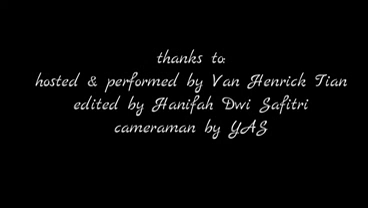 thanks to:
hosted & performed by Van Henrick Tian
edited by Hanifah Dwi Safitri
cameraman by YAS